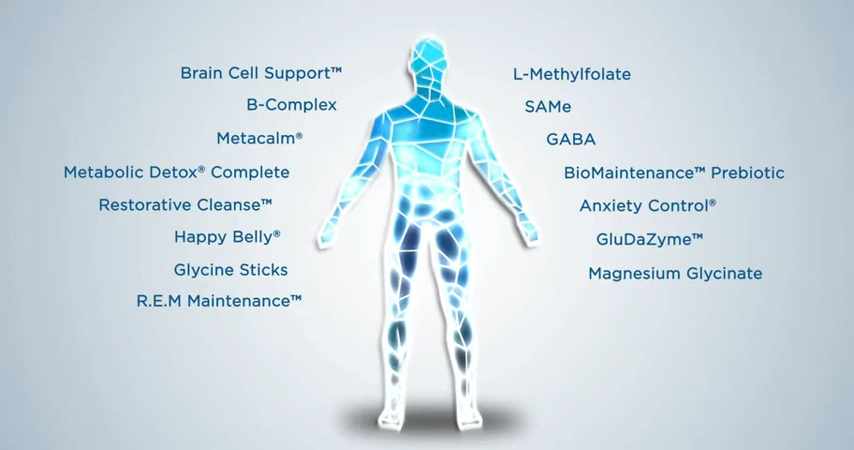 Brain Cell Support™
B-Complex
Metacalm®
Metabolic Detox® Complete
Restorative Cleanse™
Happy Belly®
Glycine Sticks
R.E.M Maintenance™
L-Methylfolate
SAMe
GABA
BioMaintenance™ Prebiotic
Anxiety Control®
GluDaZyme™
Magnesium Glycinate